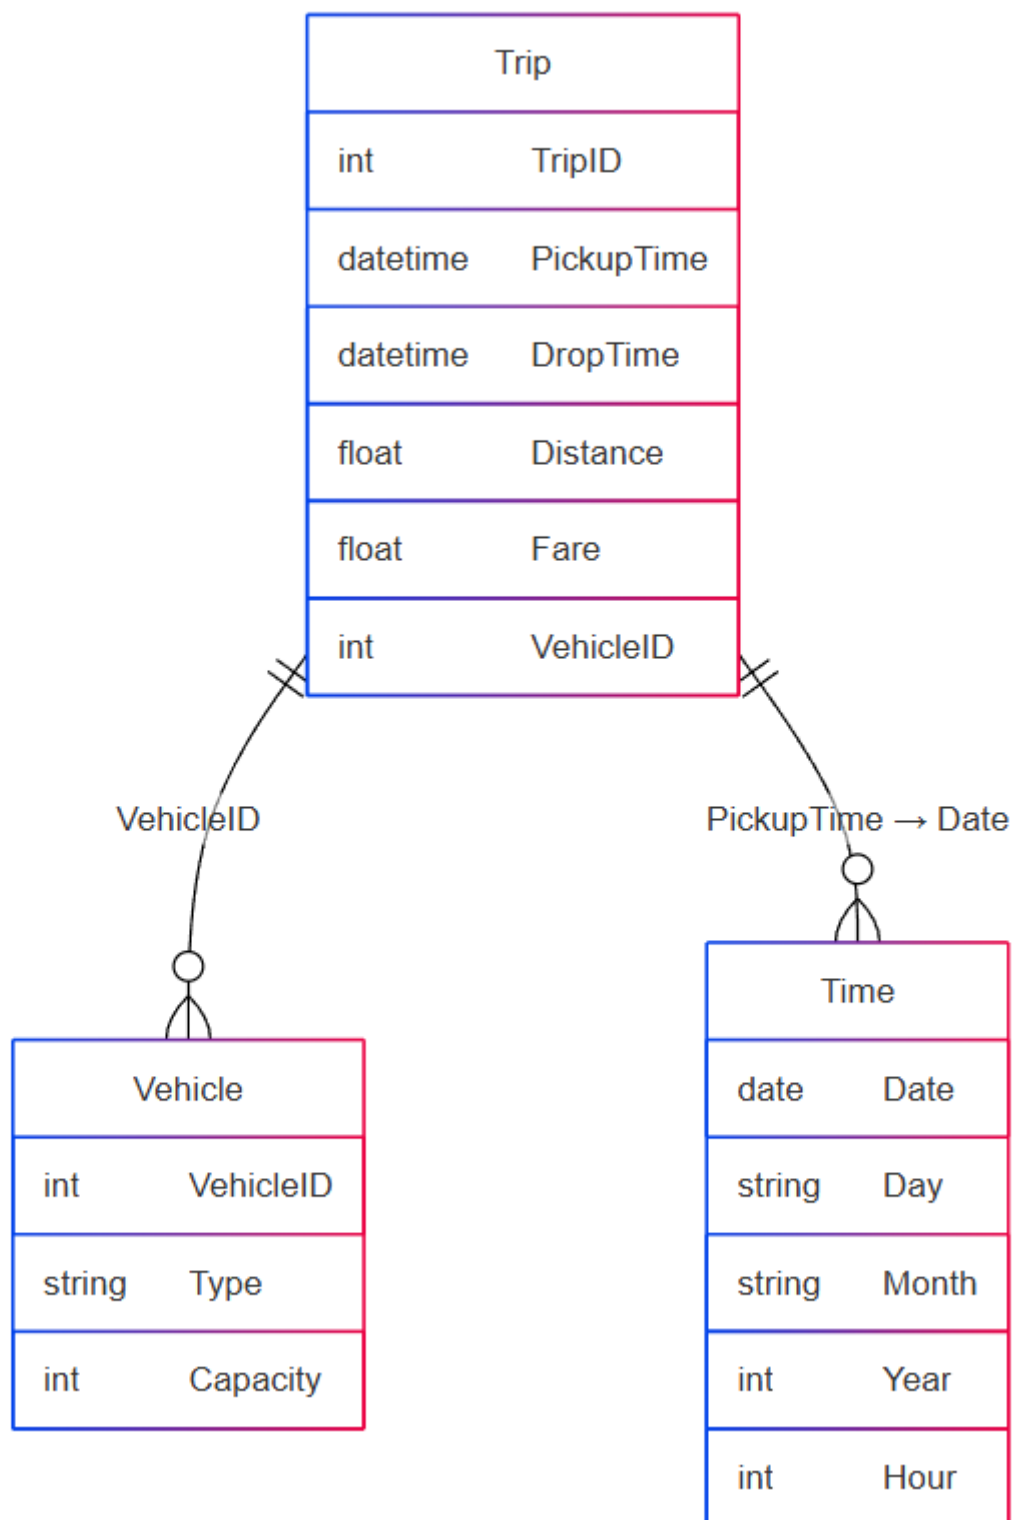 Trip
int TripID
datetime PickupTime
datetime DropTime
float Distance
float Fare
int VehicleID
VehicleID
PickupTime → Date
Vehicle
int VehicleID
string Type
int Capacity
Time
date Date
string Day
string Month
int Year
int Hour